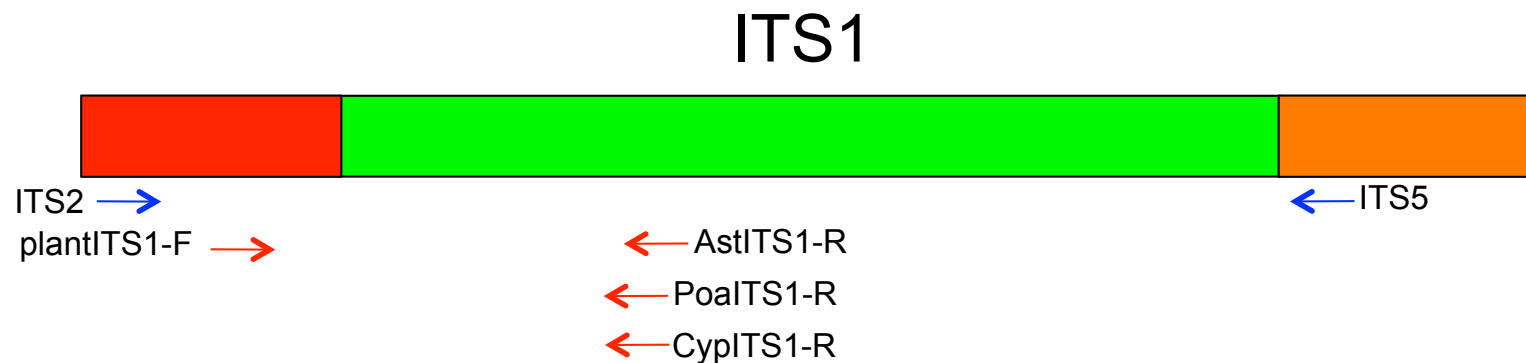 ITS1
ITS2
ITS5
plantITS1-F
AstITS1-R
PoaITS1-R
CypITS1-R